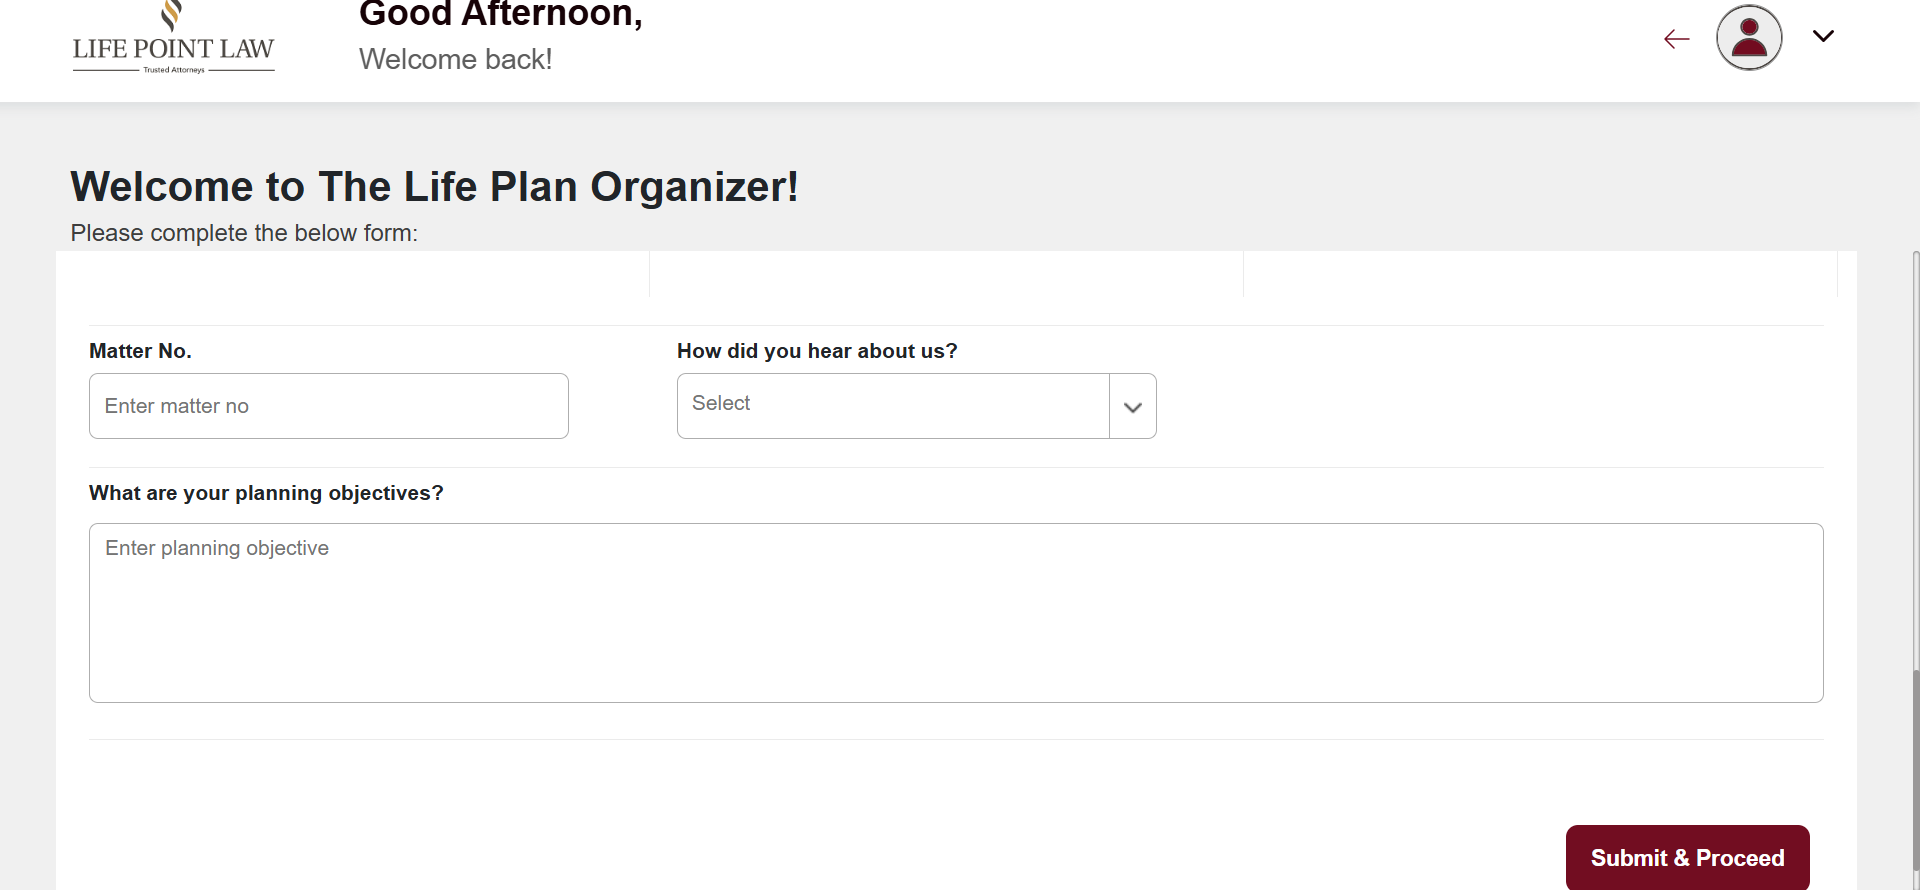 Good Afternoon,
LIFE POINT LAW
Trusted Attorneys
Welcome back!
Welcome to The Life Plan Organizer!
Please complete the below form:
Matter No.
How did you hear about us?
Enter matter no
Select
What are your planning objectives?
Enter planning objective
Submit & Proceed